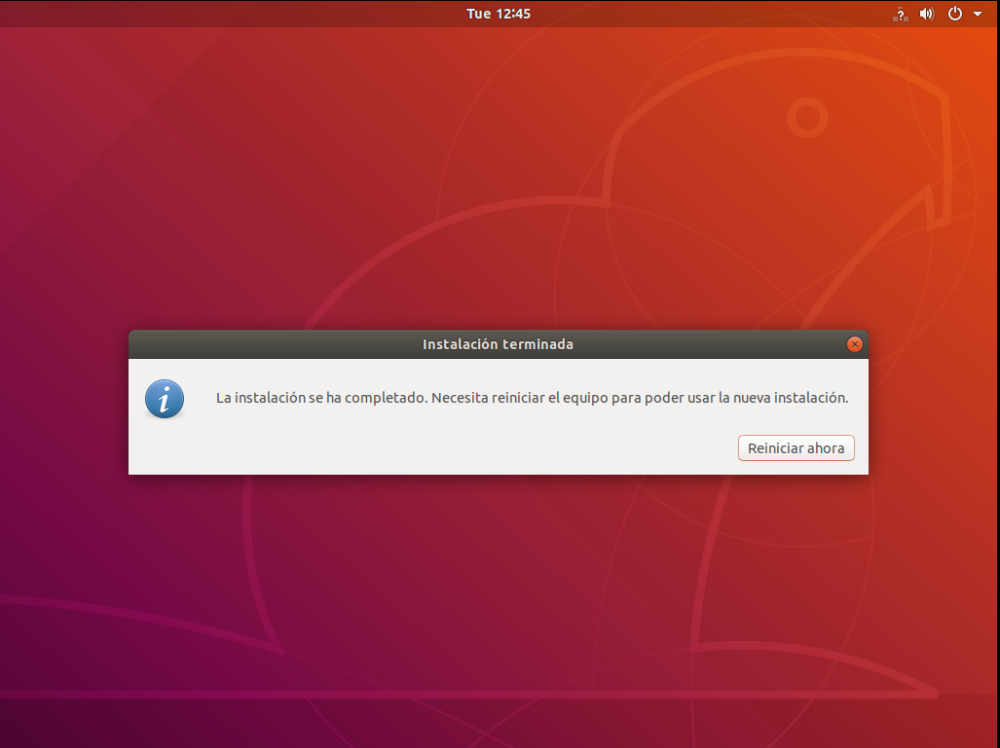 Tue 12:45
?
Instalación terminada
i
La instalación se ha completado. Necesita reiniciar el equipo para poder usar la nueva instalación.
Reiniciar ahora